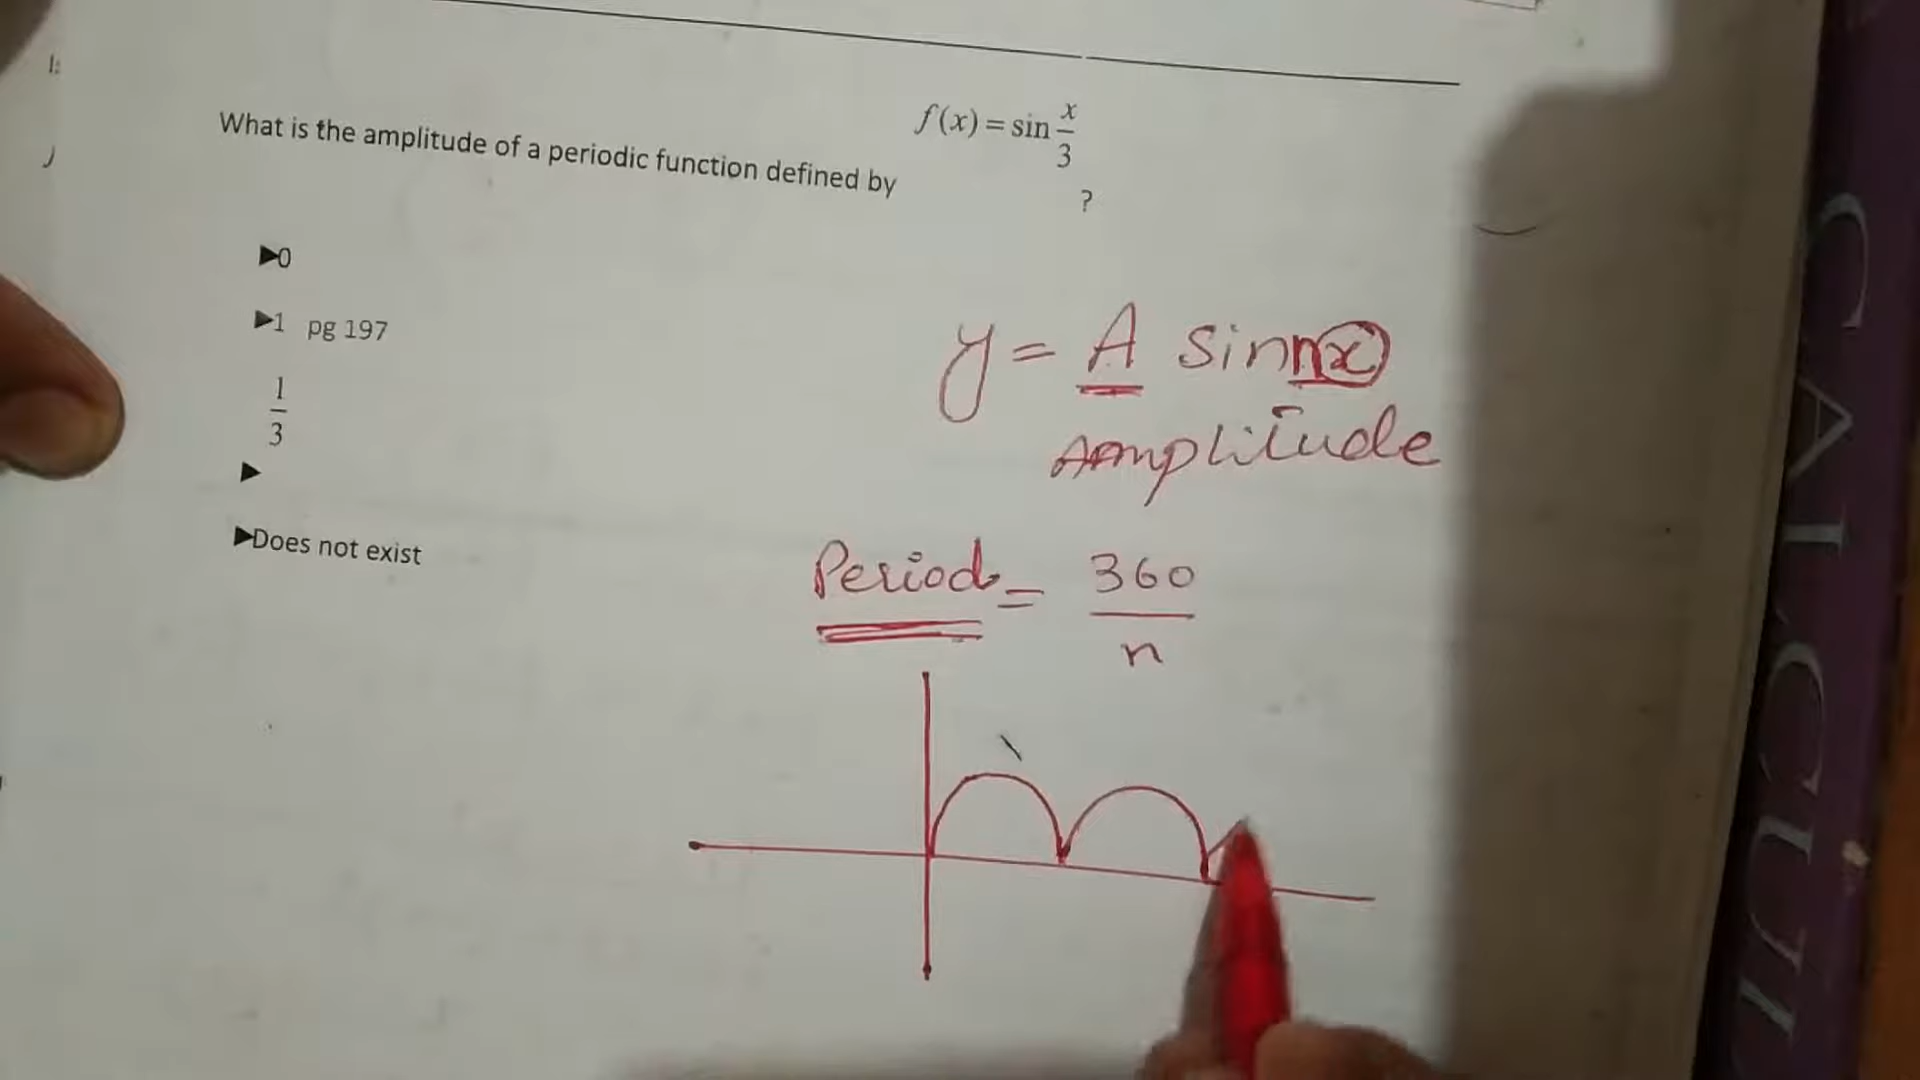 f(x) = sin x/3
What is the amplitude of a periodic function defined by ?
►0
►1 pg 197
1/3
►
►Does not exist
y = A sin nx
Amplitude
Period = 360/n
CALCU